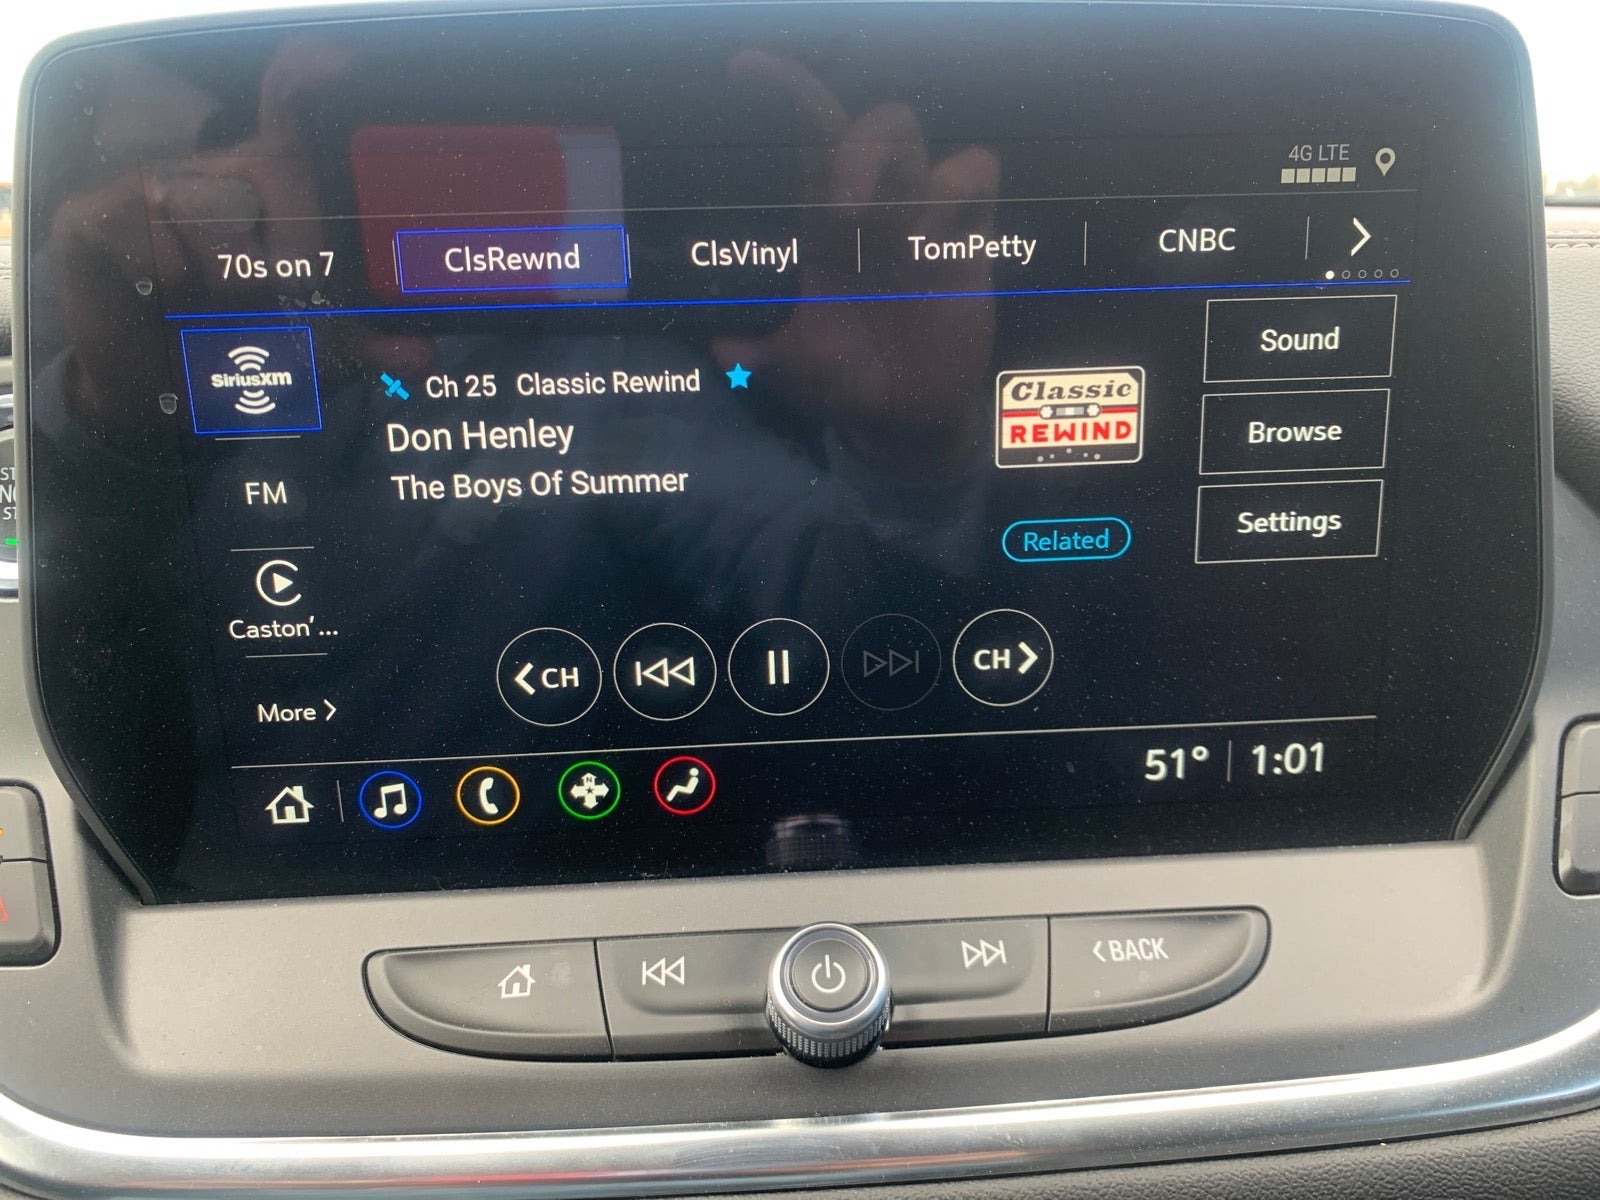 4G LTE
70s on 7 ClsRewnd ClsVinyl TomPetty CNBC
SiriusXM
Ch 25 Classic Rewind
Don Henley
The Boys Of Summer
Classic
REWIND
Related
Sound
Browse
Settings
FM
Caston'...
More
CH
CH
N
51° 1:01
BACK